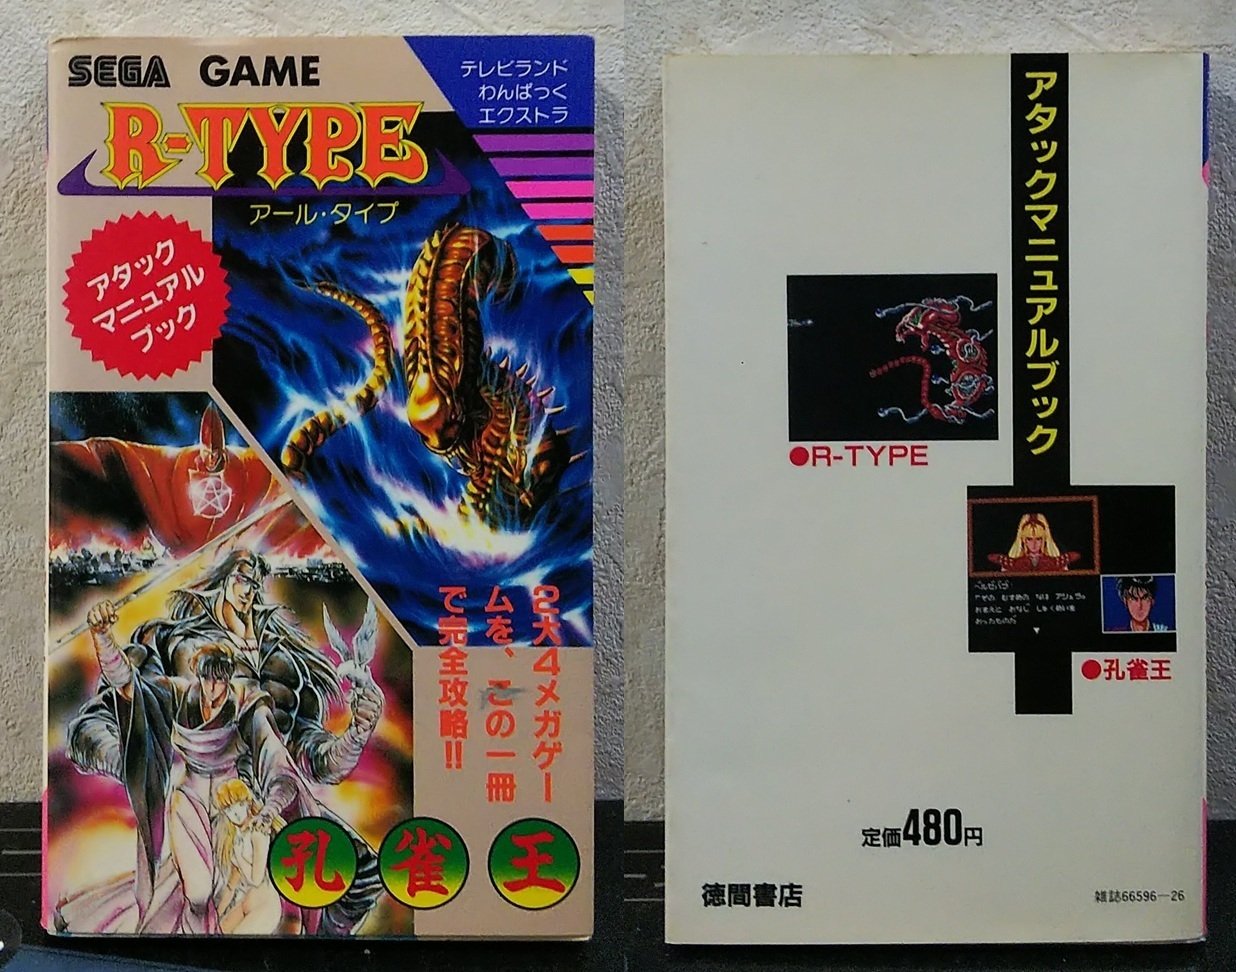 SEGA GAME
テレビランド
わんぱっく
エクストラ
R-TYPE
アール・タイプ
アタック
マニュアル
ブック
2大4メガゲー
ムを、この一冊
で完全攻略!!
孔雀王
アタックマニュアルブック
●R-TYPE
●孔雀王
定価480円
徳間書店
雑誌66596-26